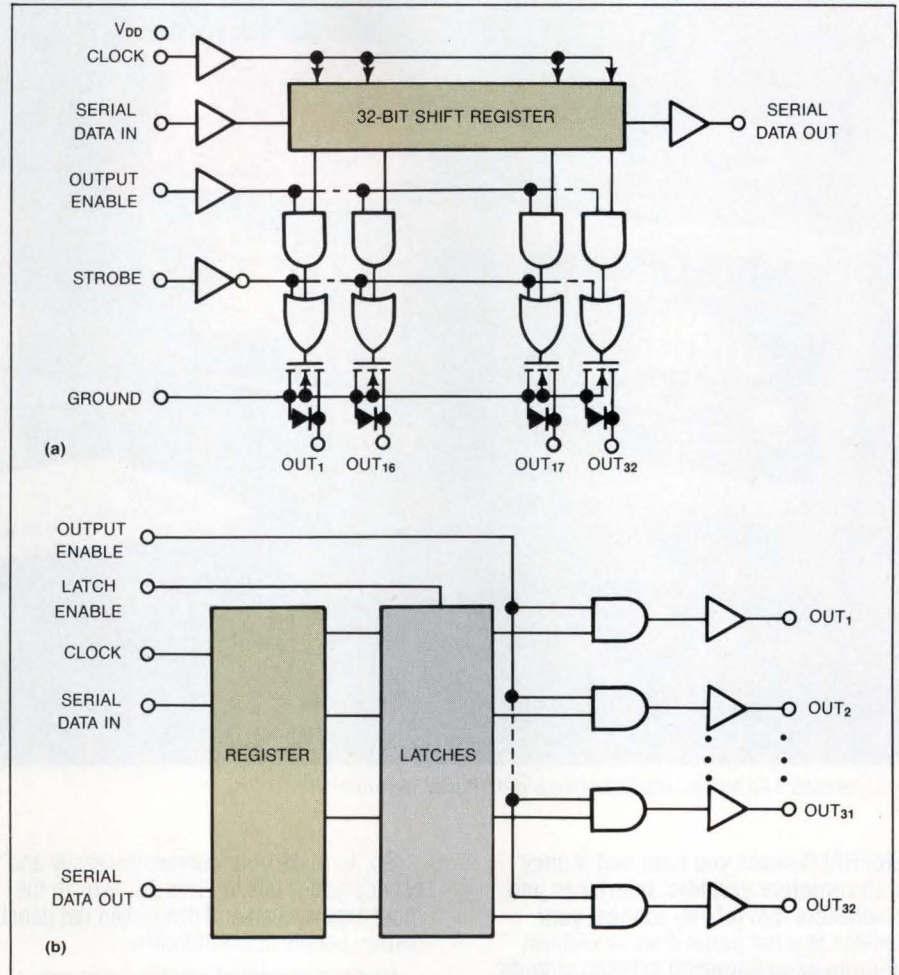 VDD
CLOCK
SERIAL
DATA IN
32-BIT SHIFT REGISTER
SERIAL
DATA OUT
OUTPUT
ENABLE
STROBE
GROUND
(a)
OUT1 OUT16 OUT17 OUT32
OUTPUT
ENABLE
LATCH
ENABLE
CLOCK
SERIAL
DATA IN
REGISTER
LATCHES
OUT1
OUT2
OUT31
OUT32
SERIAL
DATA OUT
(b)